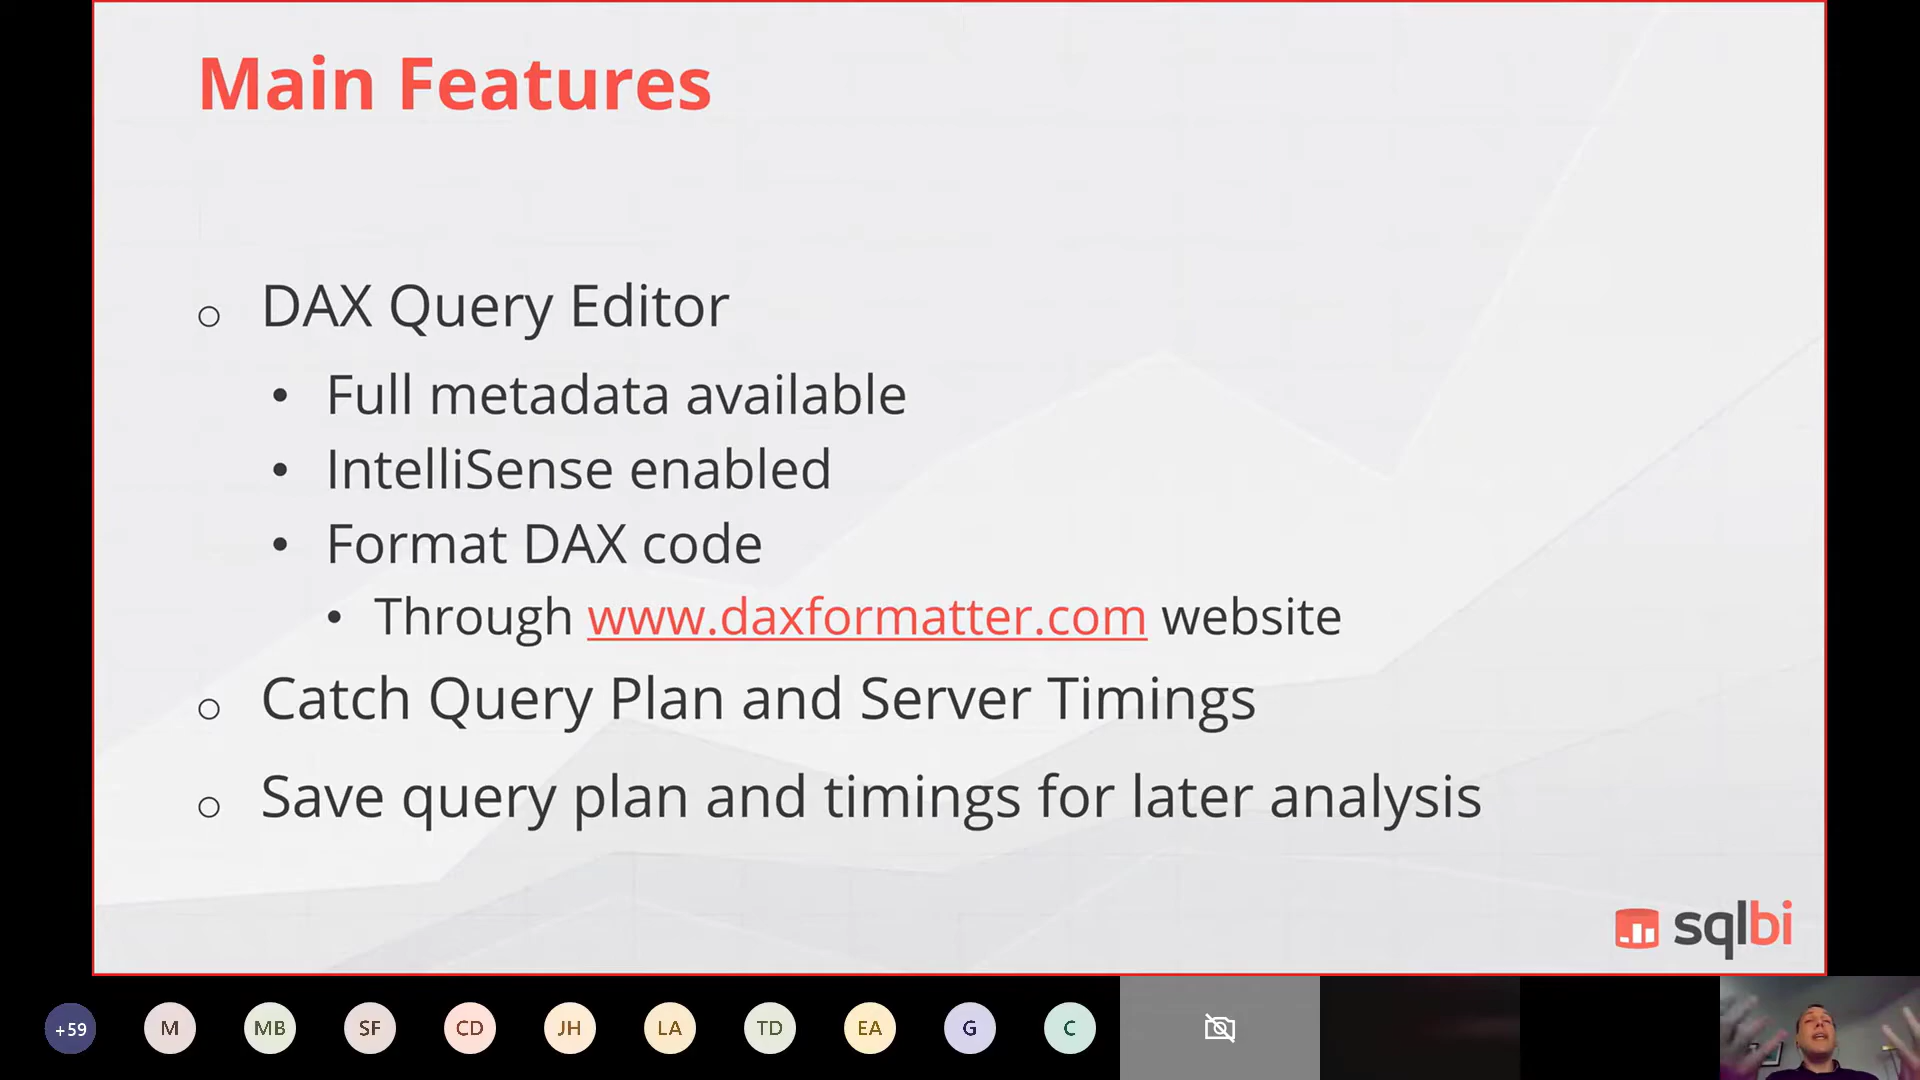 Main Features
DAX Query Editor
Full metadata available
IntelliSense enabled
Format DAX code
Through www.daxformatter.com website
Catch Query Plan and Server Timings
Save query plan and timings for later analysis
sqlbi
+59 M MB SF CD JH LA TD EA G C